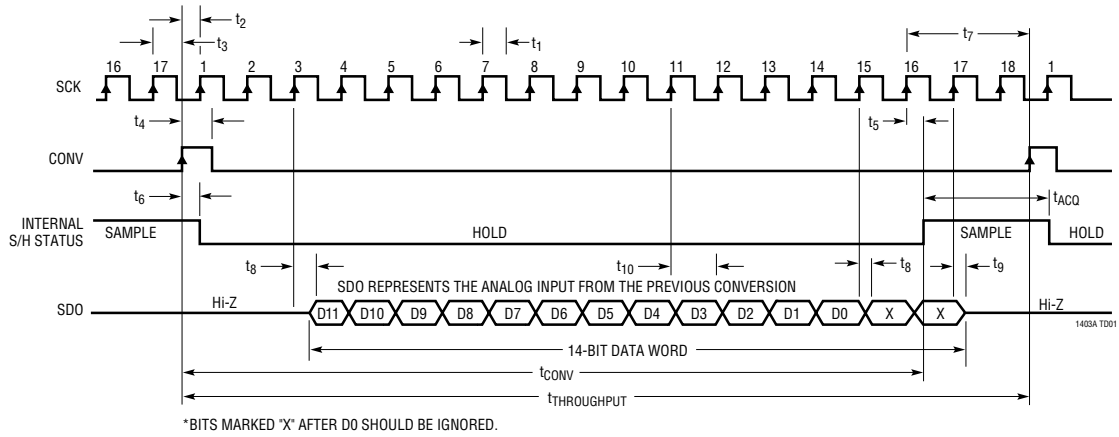 t2
t3
t1
t7
16 17 1 2 3 4 5 6 7 8 9 10 11 12 13 14 15 16 17 18 1
SCK
t4
t5
CONV
t6
tACQ
INTERNAL
S/H STATUS
SAMPLE HOLD SAMPLE HOLD
t8
t10
t8
t9
SDO REPRESENTS THE ANALOG INPUT FROM THE PREVIOUS CONVERSION
SDO
Hi-Z D11 D10 D9 D8 D7 D6 D5 D4 D3 D2 D1 D0 X X Hi-Z
1403A TD01
14-BIT DATA WORD
tCONV
tTHROUGHPUT
*BITS MARKED "X" AFTER D0 SHOULD BE IGNORED.